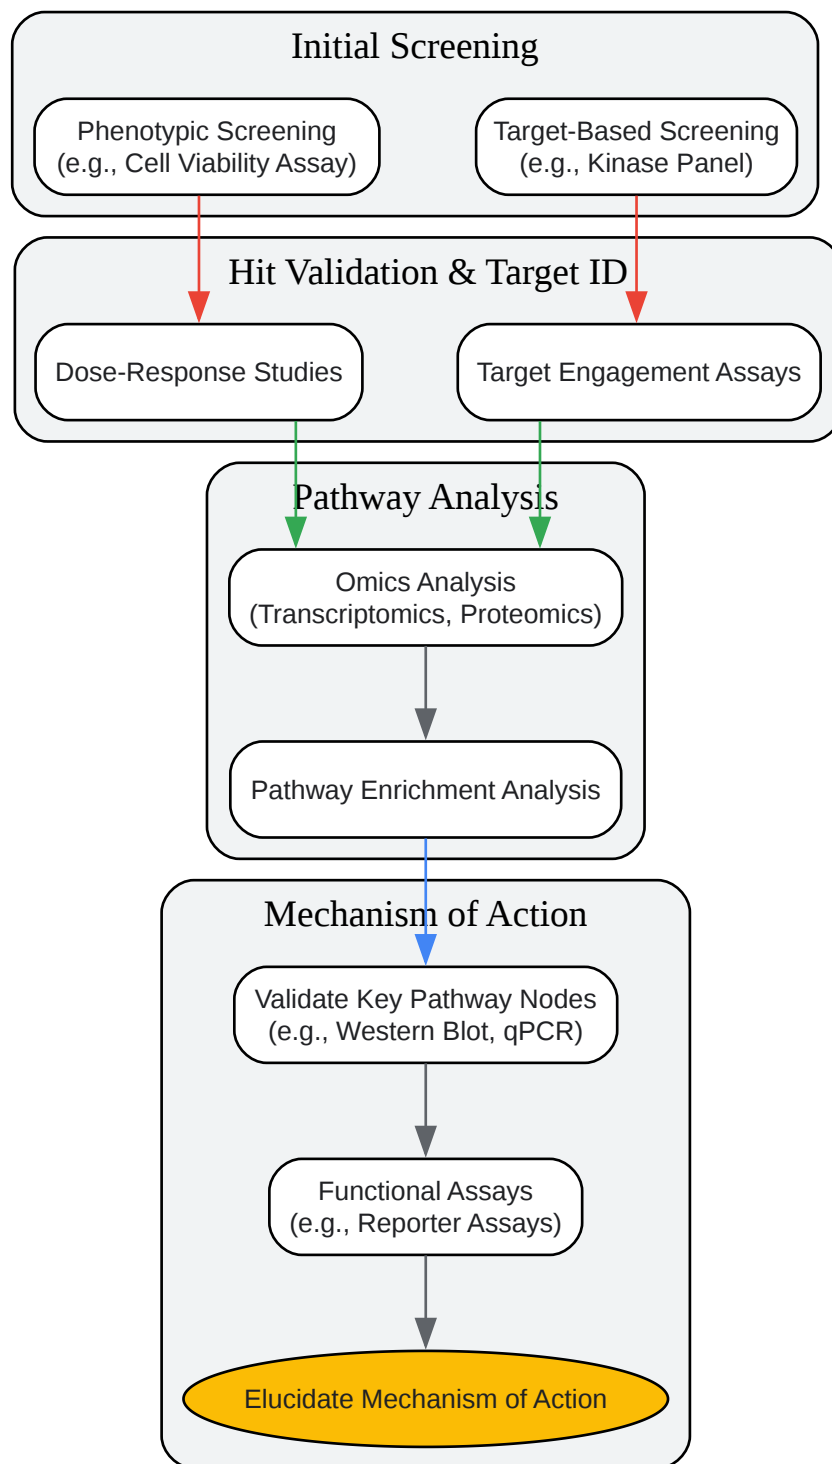 Initial Screening
Phenotypic Screening
(e.g., Cell Viability Assay)
Target-Based Screening
(e.g., Kinase Panel)
Hit Validation & Target ID
Dose-Response Studies
Target Engagement Assays
Pathway Analysis
Omics Analysis
(Transcriptomics, Proteomics)
Pathway Enrichment Analysis
Mechanism of Action
Validate Key Pathway Nodes
(e.g., Western Blot, qPCR)
Functional Assays
(e.g., Reporter Assays)
Elucidate Mechanism of Action